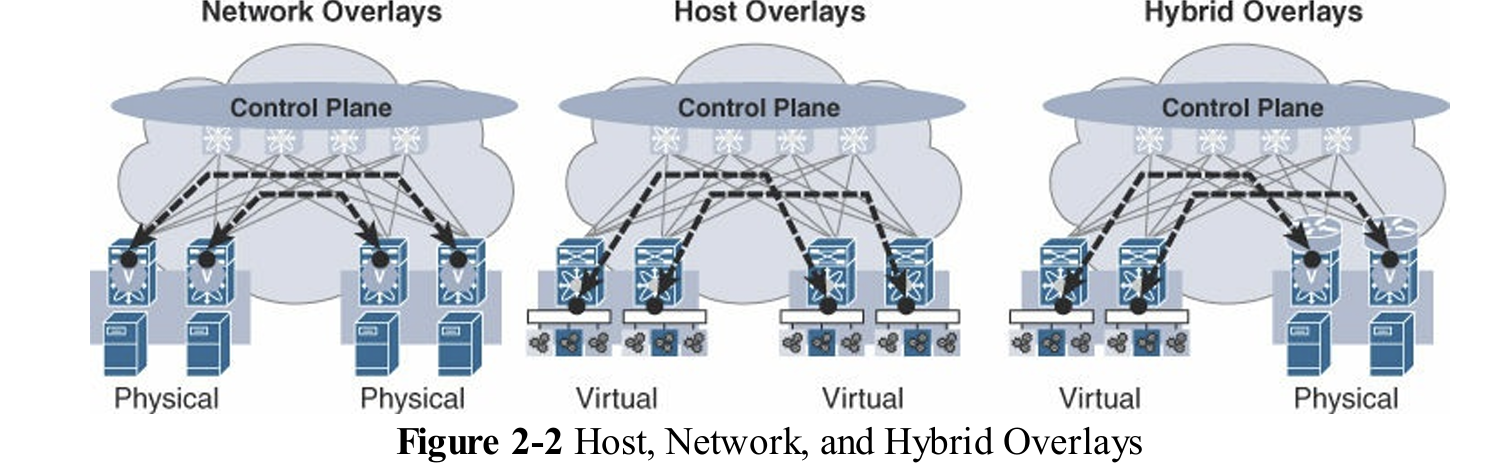 Network Overlays
Host Overlays
Hybrid Overlays
Control Plane
Control Plane
Control Plane
V
V
V
V
V
V
Physical
Physical
Virtual
Virtual
Virtual
Physical
Figure 2-2 Host, Network, and Hybrid Overlays